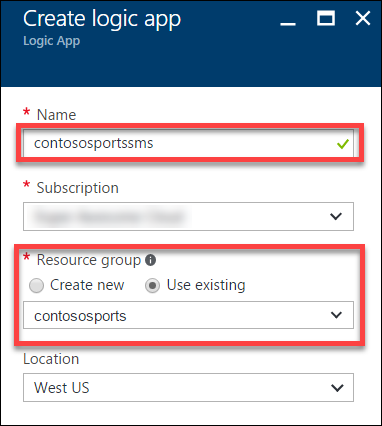 Create logic app
Logic App
* Name
contososportssms
* Subscription
* Resource group
Create new Use existing
contososports
Location
West US